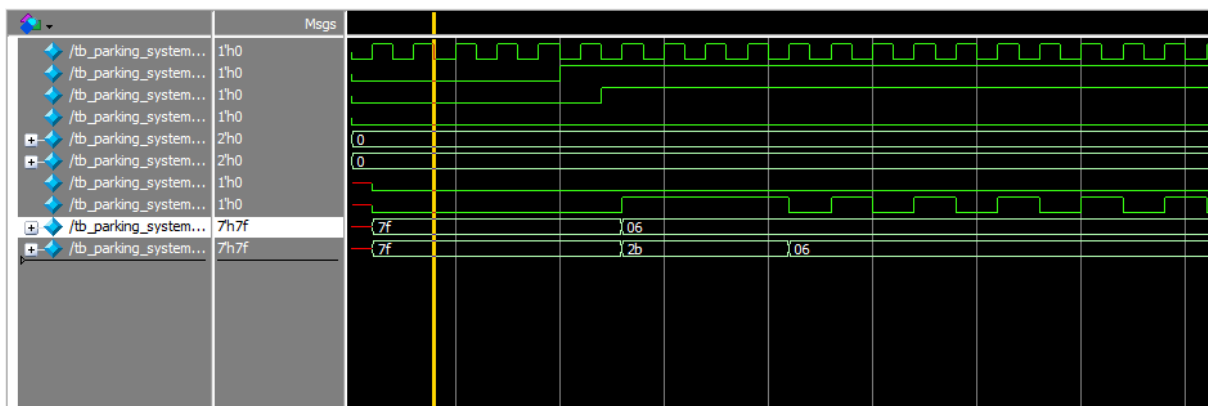 Msgs
/tb_parking_system... 1'h0
/tb_parking_system... 1'h0
/tb_parking_system... 1'h0
/tb_parking_system... 1'h0
/tb_parking_system... 2'h0 0
/tb_parking_system... 2'h0 0
/tb_parking_system... 1'h0
/tb_parking_system... 1'h0
/tb_parking_system... 7'h7f 7f 06
/tb_parking_system... 7'h7f 7f 2b 06